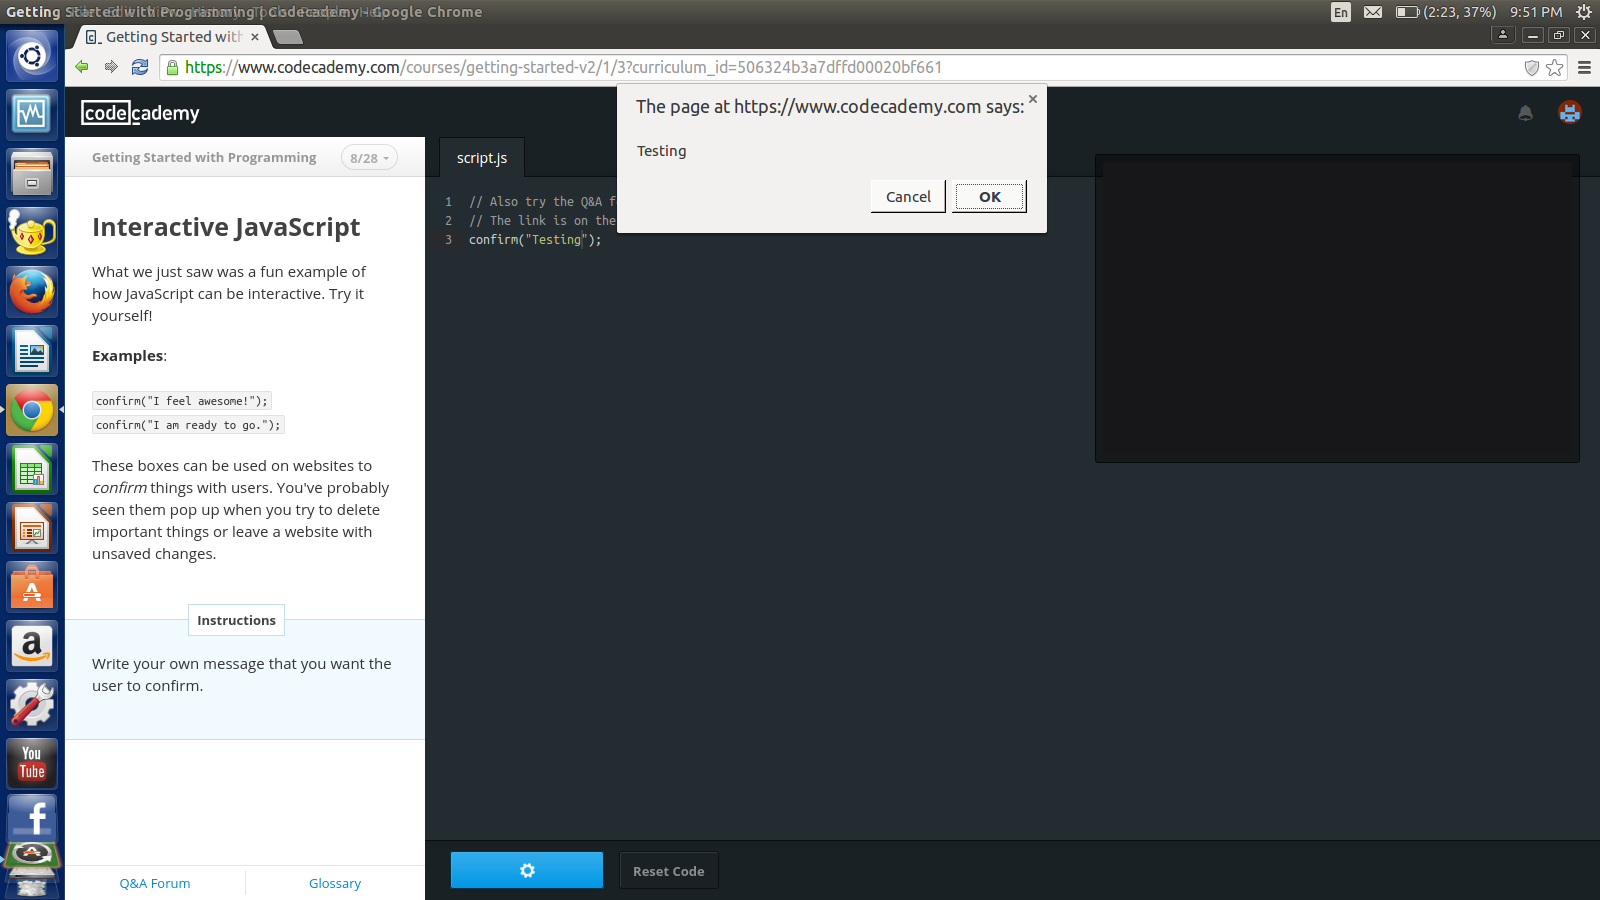 Getting Started with Programming | Codecademy - Google Chrome
En
(2:23, 37%)
9:51 PM
Getting Started with
https://www.codecademy.com/courses/getting-started-v2/1/3?curriculum_id=506324b3a7dffd00020bf661
codecademy
The page at https://www.codecademy.com says:
Testing
Cancel
OK
Getting Started with Programming
8/28
Interactive JavaScript
What we just saw was a fun example of
how JavaScript can be interactive. Try it
yourself!
Examples:
confirm("I feel awesome!");
confirm("I am ready to go.");
These boxes can be used on websites to
confirm things with users. You've probably
seen them pop up when you try to delete
important things or leave a website with
unsaved changes.
Instructions
Write your own message that you want the
user to confirm.
Q&A Forum
Glossary
script.js
1 // Also try the Q&A f
2 // The link is on the
3 confirm("Testing");
Reset Code
You
Tube